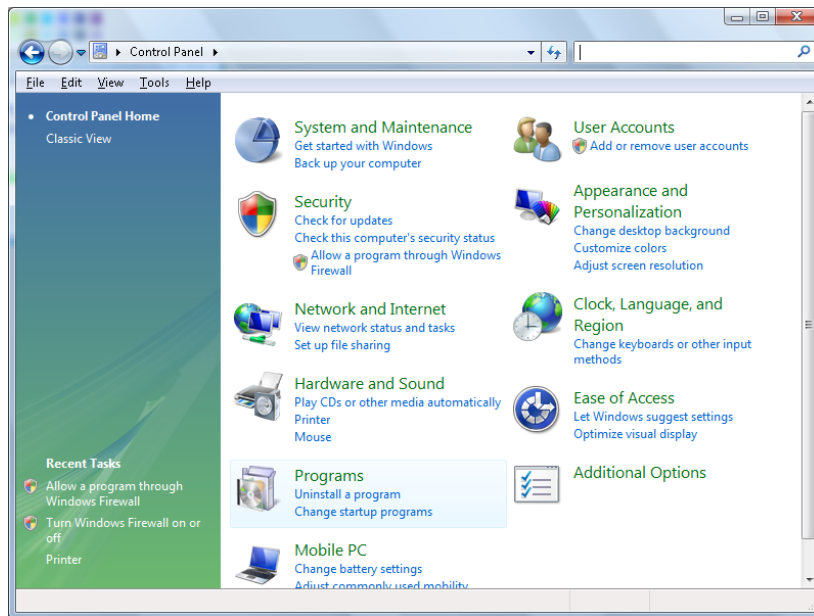 Control Panel
File Edit View Tools Help
Control Panel Home
Classic View
System and Maintenance
Get started with Windows
Back up your computer
Security
Check for updates
Check this computer's security status
Allow a program through Windows
Firewall
Network and Internet
View network status and tasks
Set up file sharing
Hardware and Sound
Play CDs or other media automatically
Printer
Mouse
Programs
Uninstall a program
Change startup programs
Mobile PC
Change battery settings
Adjust commonly used mobility
User Accounts
Add or remove user accounts
Appearance and
Personalization
Change desktop background
Customize colors
Adjust screen resolution
Clock, Language, and
Region
Change keyboards or other input
methods
Ease of Access
Let Windows suggest settings
Optimize visual display
Additional Options
Recent Tasks
Allow a program through
Windows Firewall
Turn Windows Firewall on or
off
Printer